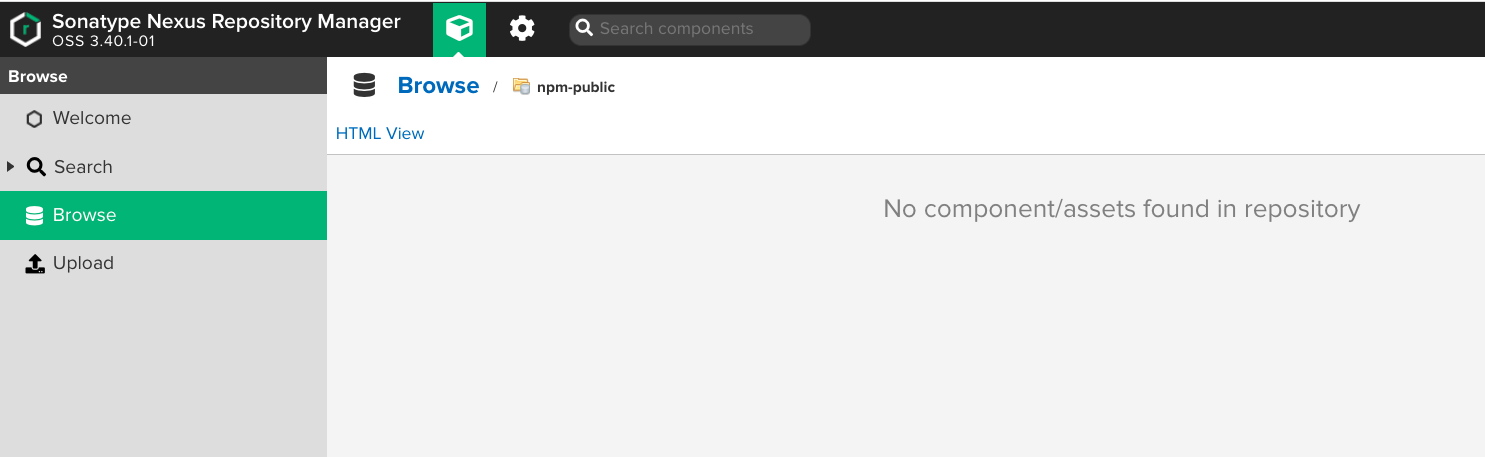 Sonatype Nexus Repository Manager
OSS 3.40.1-01
Search components
Browse
Welcome
Search
Browse
Upload
Browse / npm-public
HTML View
No component/assets found in repository